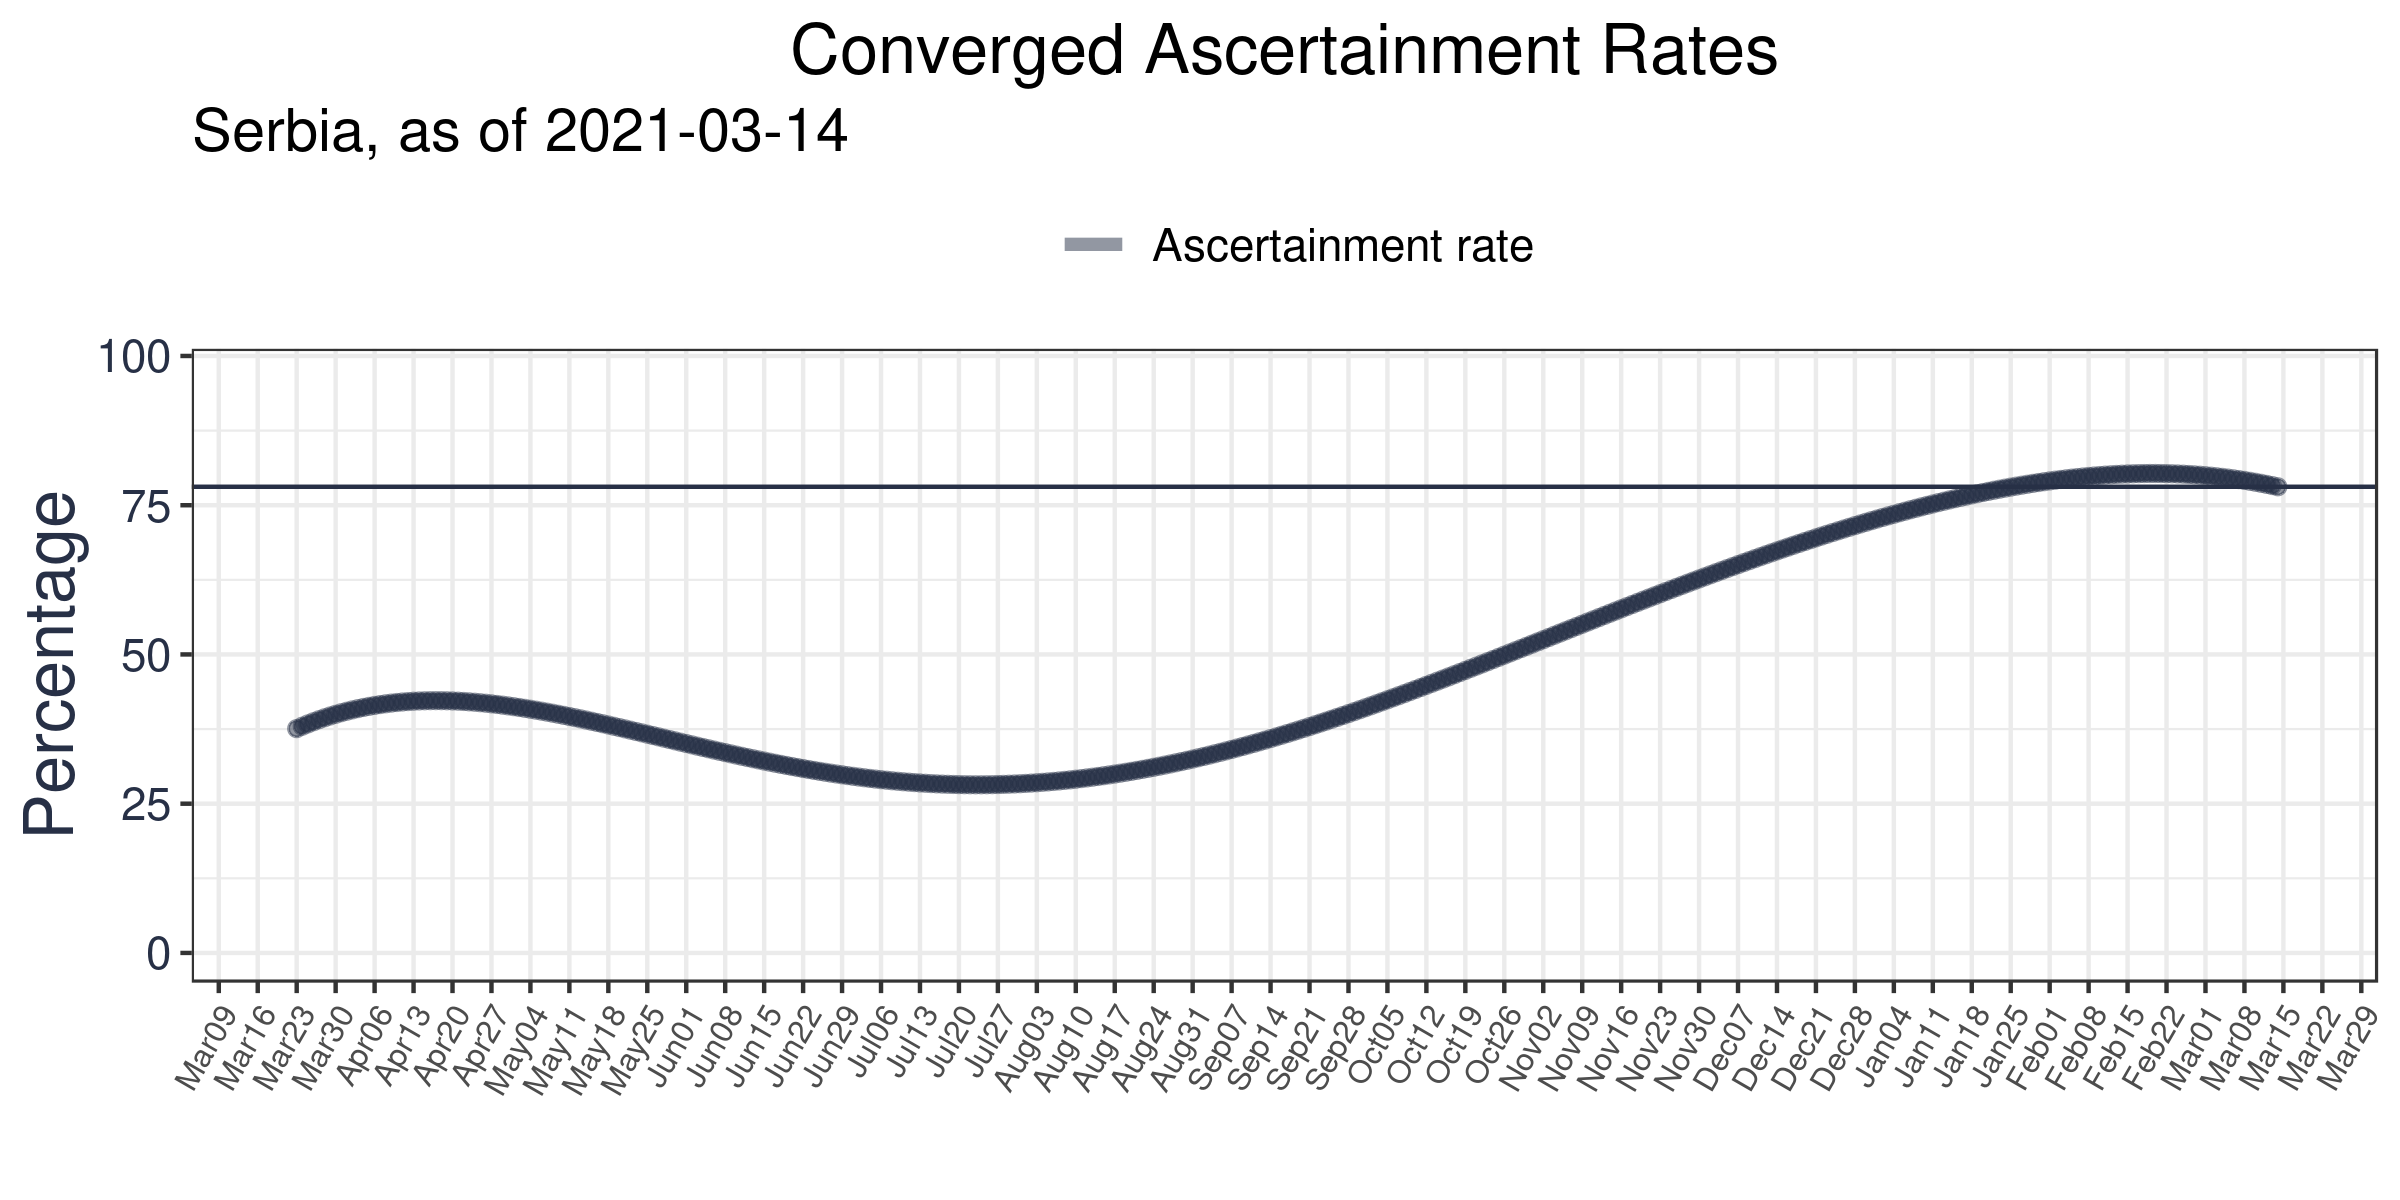 Converged Ascertainment Rates
Serbia, as of 2021-03-14
Ascertainment rate
Percentage
100
75
50
25
0
Mar09 Mar16 Mar23 Mar30 Apr06 Apr13 Apr20 Apr27 May04 May11 May18 May25 Jun01 Jun08 Jun15 Jun22 Jun29 Jul06 Jul13 Jul20 Jul27 Aug03 Aug10 Aug17 Aug24 Aug31 Sep07 Sep14 Sep21 Sep28 Oct05 Oct12 Oct19 Oct26 Nov02 Nov09 Nov16 Nov23 Nov30 Dec07 Dec14 Dec21 Dec28 Jan04 Jan11 Jan18 Jan25 Feb01 Feb08 Feb15 Feb22 Mar01 Mar08 Mar15 Mar22 Mar29